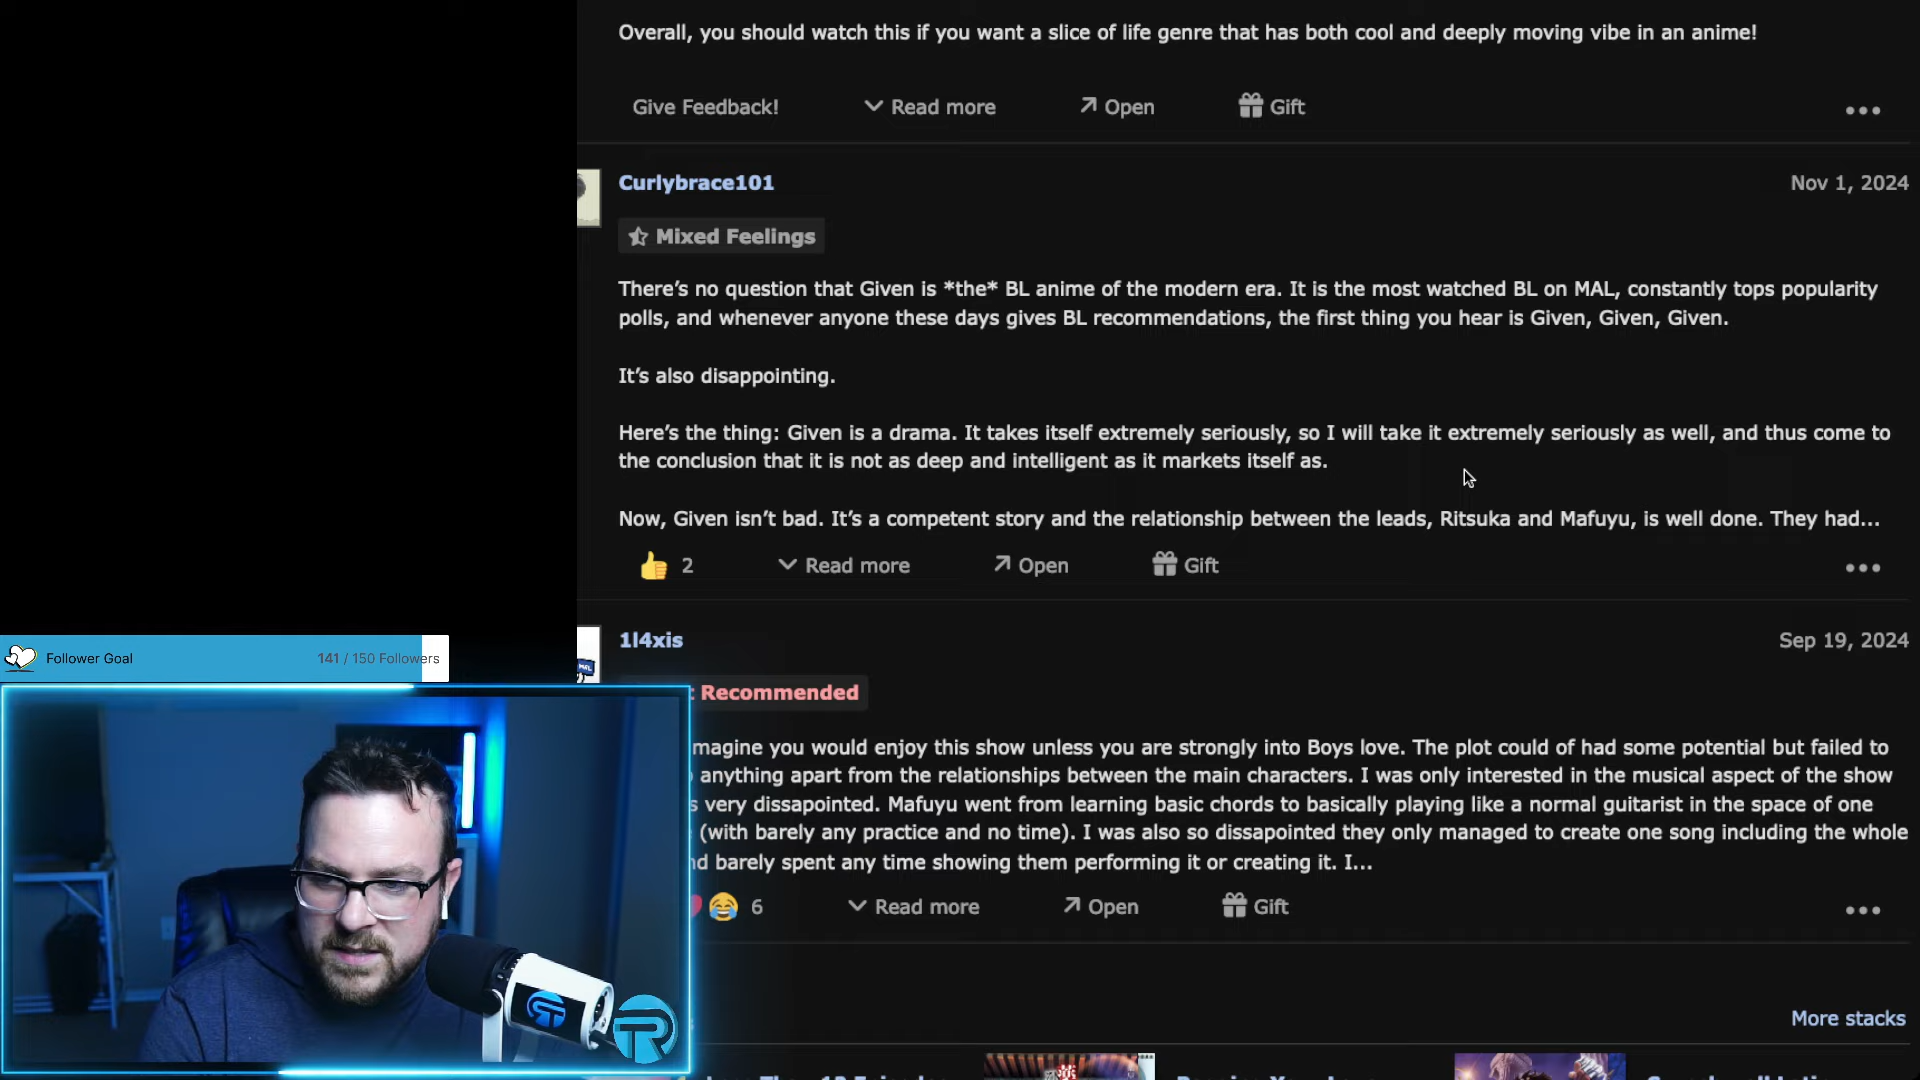 Overall, you should watch this if you want a slice of life genre that has both cool and deeply moving vibe in an anime!
Give Feedback! Read more Open Gift
Curlybrace101 Nov 1, 2024
Mixed Feelings
There's no question that Given is *the* BL anime of the modern era. It is the most watched BL on MAL, constantly tops popularity
polls, and whenever anyone these days gives BL recommendations, the first thing you hear is Given, Given, Given.
It's also disappointing.
Here's the thing: Given is a drama. It takes itself extremely seriously, so I will take it extremely seriously as well, and thus come to
the conclusion that it is not as deep and intelligent as it markets itself as.
Now, Given isn't bad. It's a competent story and the relationship between the leads, Ritsuka and Mafuyu, is well done. They had...
2 Read more Open Gift
1l4xis Sep 19, 2024
Recommended
magine you would enjoy this show unless you are strongly into Boys love. The plot could of had some potential but failed to
anything apart from the relationships between the main characters. I was only interested in the musical aspect of the show
s very dissapointed. Mafuyu went from learning basic chords to basically playing like a normal guitarist in the space of one
(with barely any practice and no time). I was also so dissapointed they only managed to create one song including the whole
nd barely spent any time showing them performing it or creating it. I...
6 Read more Open Gift
More stacks
Follower Goal 141 / 150 Followers